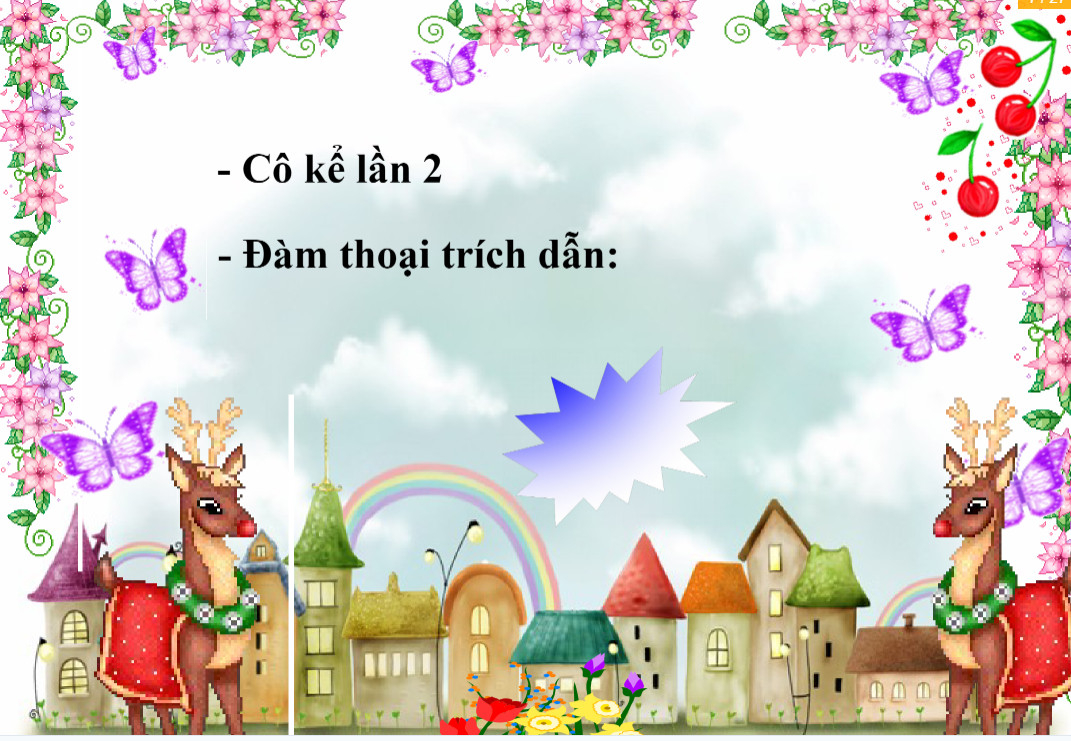 - Cô kể lần 2
- Đàm thoại trích dẫn: